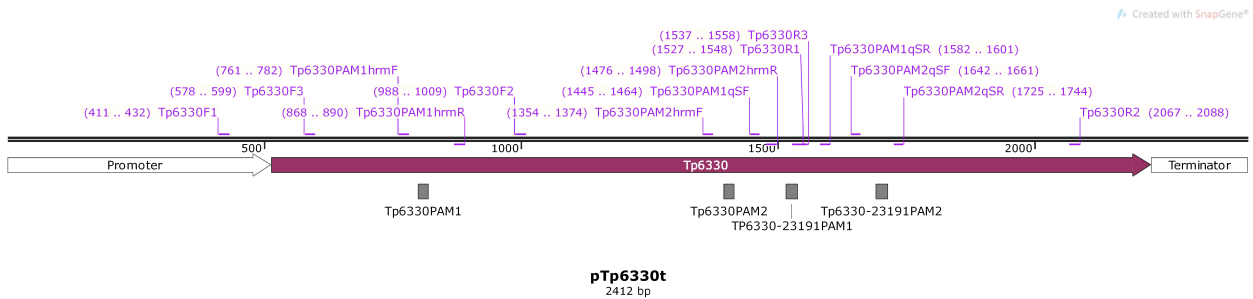 Created with SnapGene®
(1537 .. 1558) Tp6330R3
(1527 .. 1548) Tp6330R1 Tp6330PAM1qSR (1582 .. 1601)
(761 .. 782) Tp6330PAM1hrmF (1476 .. 1498) Tp6330PAM2hrmR Tp6330PAM2qSF (1642 .. 1661)
(578 .. 599) Tp6330F3 (988 .. 1009) Tp6330F2 (1445 .. 1464) Tp6330PAM1qSF Tp6330PAM2qSR (1725 .. 1744)
(411 .. 432) Tp6330F1 (868 .. 890) Tp6330PAM1hrmR (1354 .. 1374) Tp6330PAM2hrmF Tp6330R2 (2067 .. 2088)
500 1000 1500 2000
Promoter Tp6330 Terminator
Tp6330PAM1 Tp6330PAM2 Tp6330-23191PAM2
TP6330-23191PAM1
pTp6330t
2412 bp